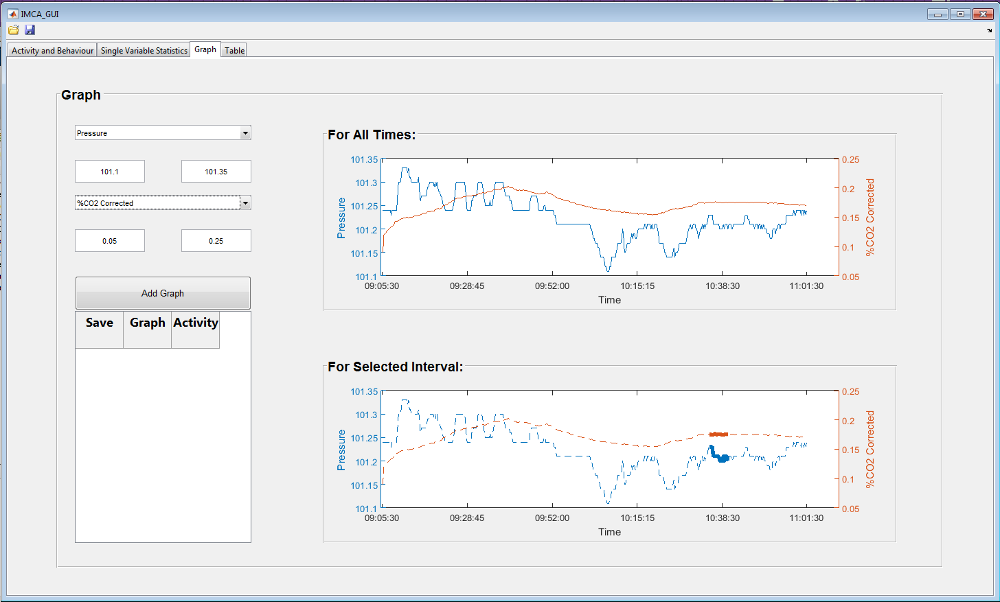 IMCA_GUI
Activity and Behaviour Single Variable Statistics Graph Table
Graph
Pressure
101.1 101.35
%CO2 Corrected
0.05 0.25
Add Graph
Save Graph Activity
For All Times:
101.35
101.3
101.25
101.2
101.15
101.1
Pressure
0.25
0.2
0.15
0.1
0.05
%CO2 Corrected
09:05:30 09:28:45 09:52:00 10:15:15 10:38:30 11:01:30
Time
For Selected Interval:
101.35
101.3
101.25
101.2
101.15
101.1
Pressure
0.25
0.2
0.15
0.1
0.05
%CO2 Corrected
09:05:30 09:28:45 09:52:00 10:15:15 10:38:30 11:01:30
Time